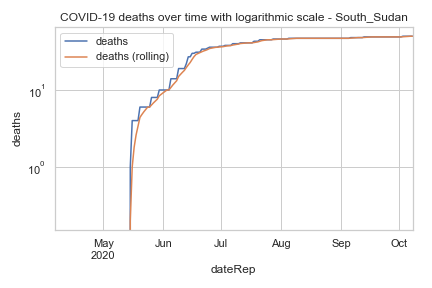 COVID-19 deaths over time with logarithmic scale - South_Sudan
deaths
deaths (rolling)
deaths
10¹
10⁰
May
2020
Jun
Jul
Aug
Sep
Oct
dateRep